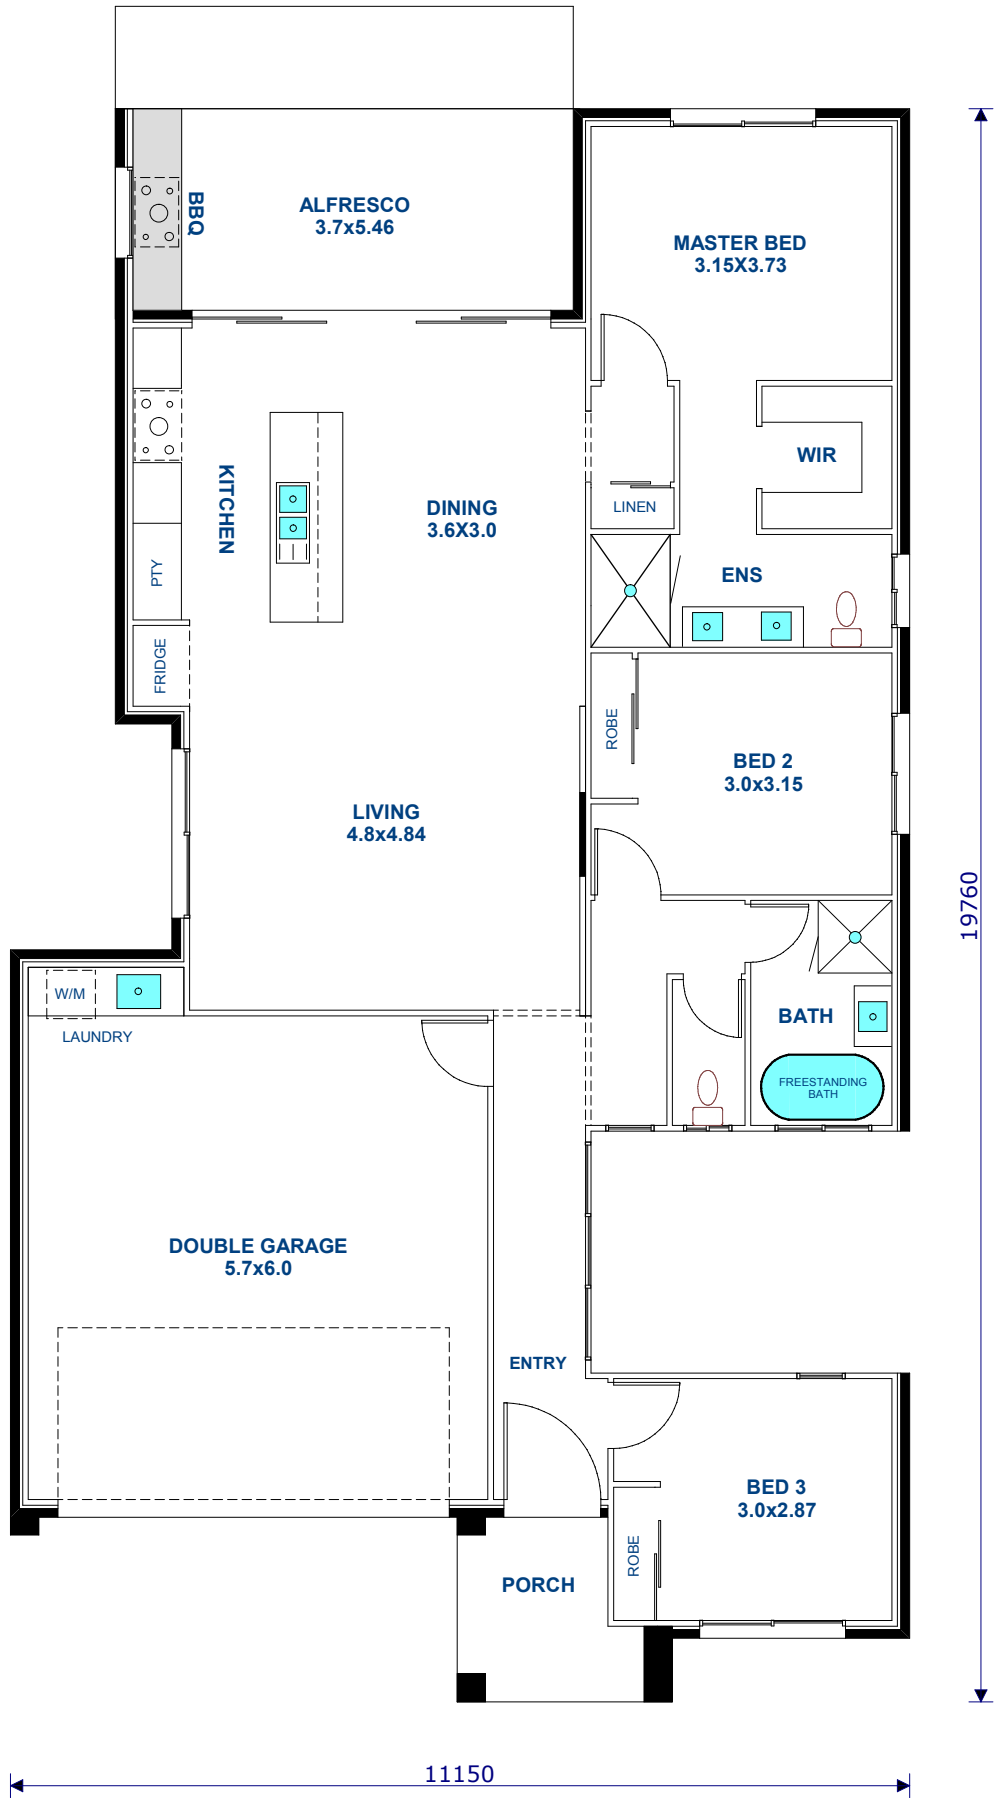 ALFRESCO
3.7x5.46
BBQ
MASTER BED
3.15X3.73
KITCHEN
DINING
3.6X3.0
WIR
LINEN
ENS
PTY
FRIDGE
ROBE
BED 2
3.0x3.15
LIVING
4.8x4.84
19760
W/M
LAUNDRY
BATH
FREESTANDING
BATH
DOUBLE GARAGE
5.7x6.0
ENTRY
BED 3
3.0x2.87
ROBE
PORCH
11150